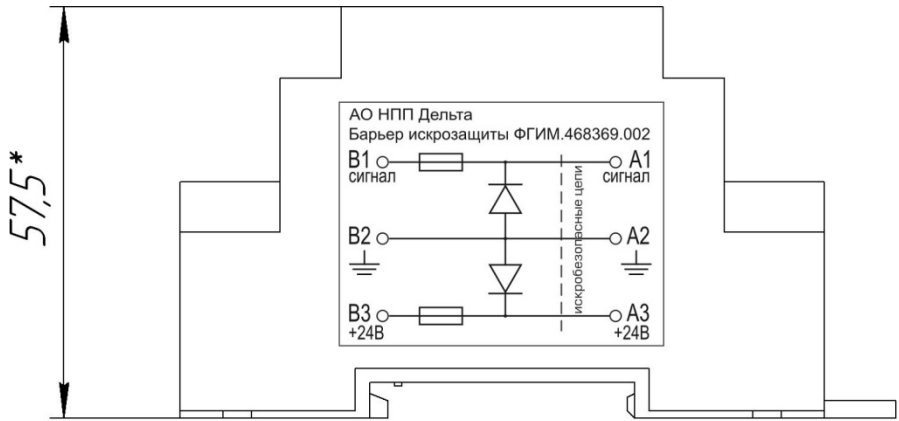 57,5*
АО НПП Дельта
Барьер искрозащиты ФГИМ.468369.002
В1 А1
сигнал сигнал
В2 А2
В3 А3
+24В +24В
искробезопасные цепи